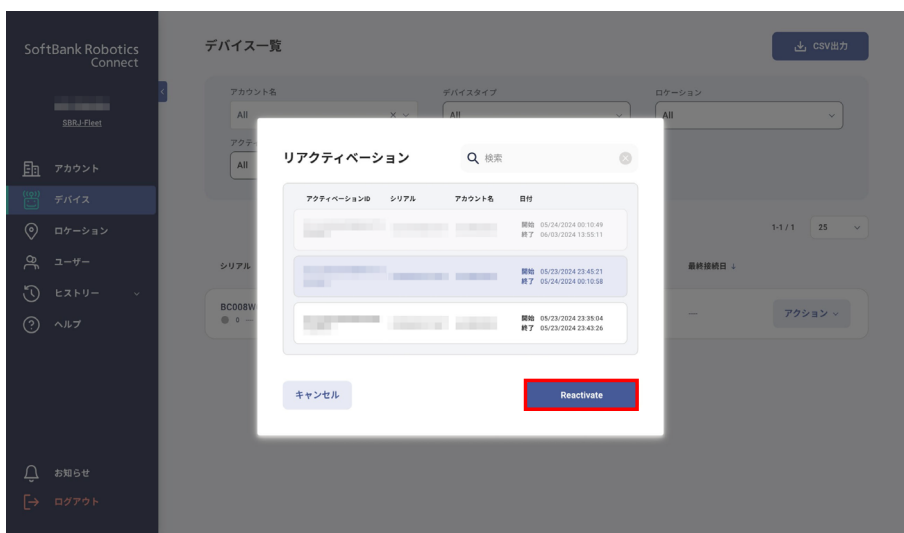 SoftBank Robotics
Connect
SBRJ-Fleet
アカウント
デバイス
ロケーション
ユーザー
ヒストリー
ヘルプ
お知らせ
ログアウト
デバイス一覧
CSV出力
アカウント名 デバイスタイプ ロケーション
All All All
アクテ
All
1-1 / 1 25
シリアル 最終接続日 ↓
BC008W
0 — — アクション
リアクティベーション
検索
アクティベーションID シリアル アカウント名 日付
開始 05/24/2024 00:10:49
終了 06/03/2024 13:55:11
開始 05/23/2024 23:45:21
終了 05/24/2024 00:10:58
開始 05/23/2024 23:35:04
終了 05/23/2024 23:43:26
キャンセル Reactivate